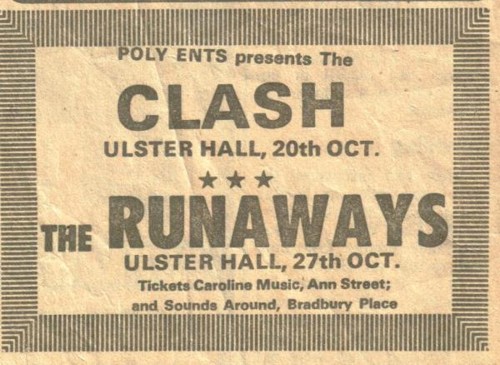 POLY ENTS presents The
CLASH
ULSTER HALL, 20th OCT.
★★★
THE RUNAWAYS
ULSTER HALL, 27th OCT.
Tickets Caroline Music, Ann Street;
and Sounds Around, Bradbury Place